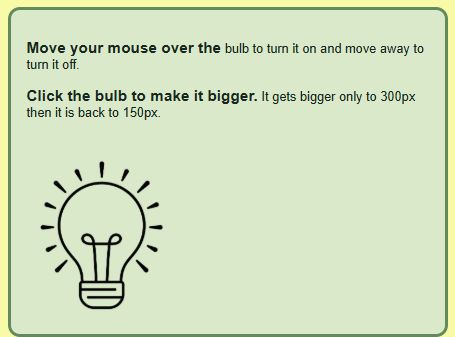 Move your mouse over the bulb to turn it on and move away to
turn it off.
Click the bulb to make it bigger. It gets bigger only to 300px
then it is back to 150px.